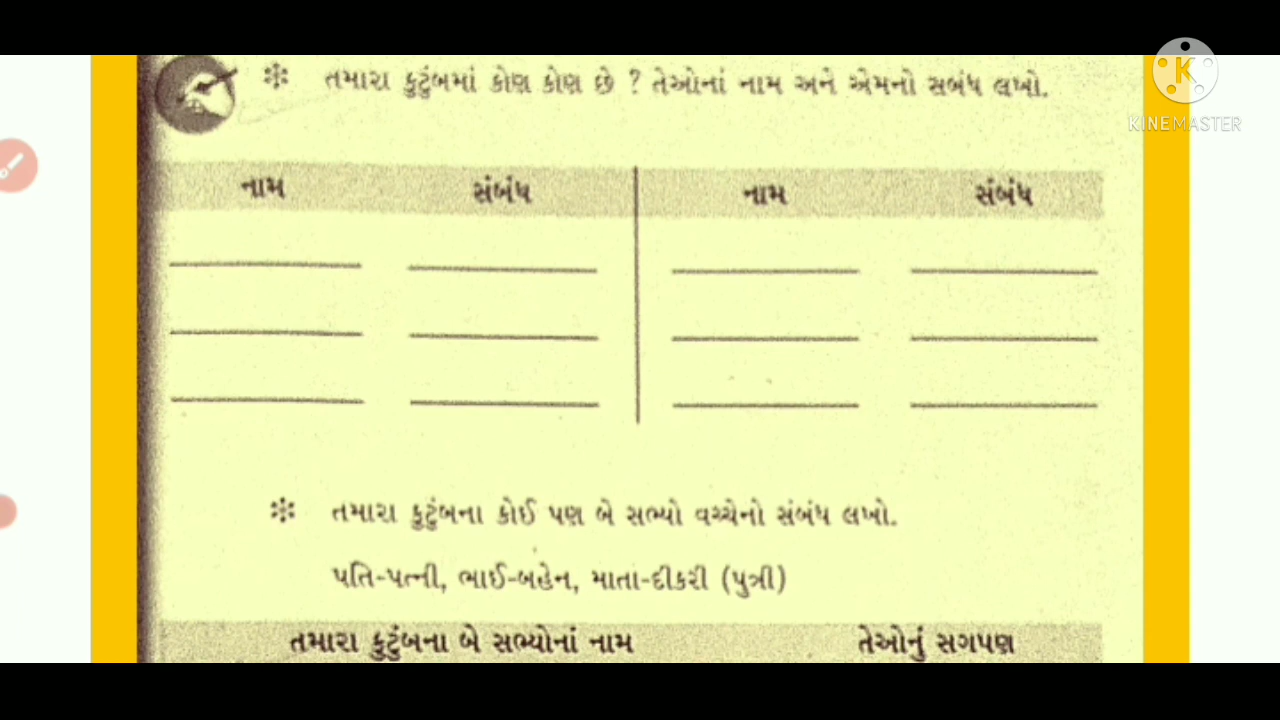 તમારા કુટુંબમાં કોણ કોણ છે ? તેઓનાં નામ અને એમનો સબંધ લખો.
K
KINEMASTER
નામ સંબંધ નામ સંબંધ
તમારા કુટુંબના કોઈ પણ બે સભ્યો વચ્ચેનો સંબંધ લખો.
પતિ-પત્ની, ભાઈ-બહેન, માતા-દીકરી (પુત્રી)
તમારા કુટુંબના બે સભ્યોનાં નામ તેઓનું સગપણ